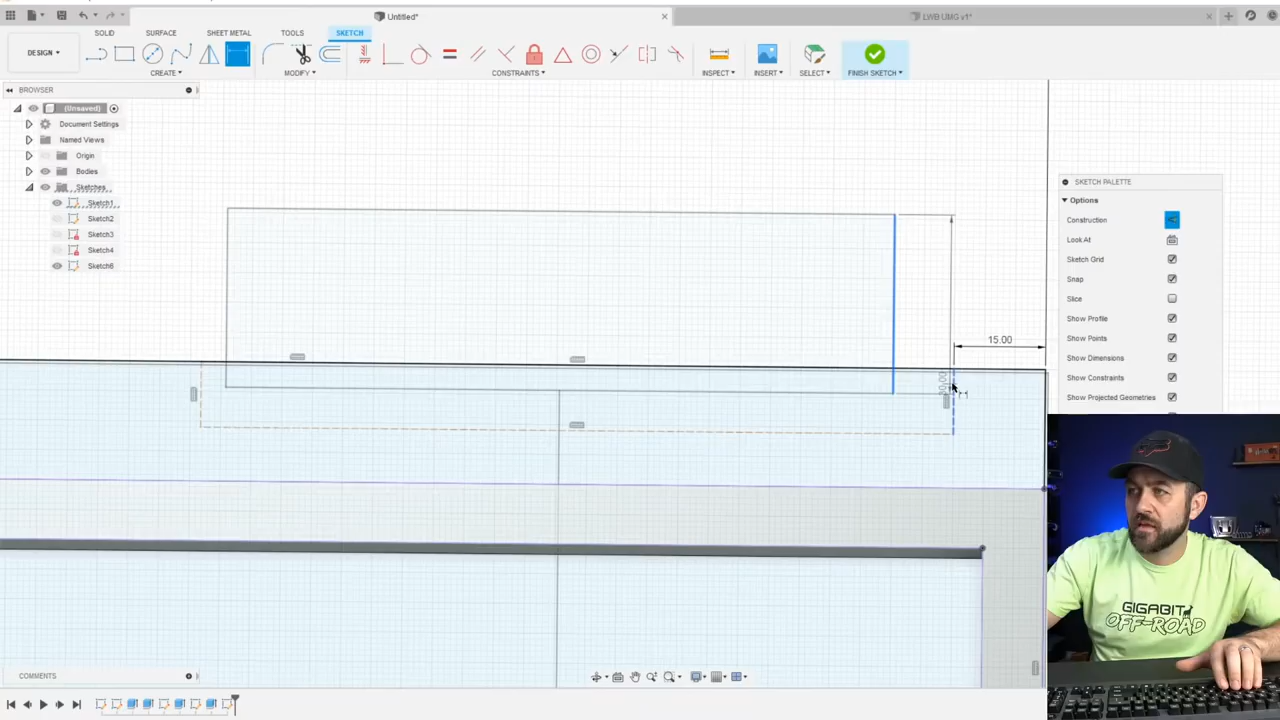 Untitled*
LWB UMG v1*
DESIGN
SOLID
SURFACE
SHEET METAL
TOOLS
SKETCH
CREATE
MODIFY
CONSTRAINTS
INSPECT
INSERT
SELECT
FINISH SKETCH
BROWSER
(Unsaved)
Document Settings
Named Views
Origin
Bodies
Sketches
Sketch1
Sketch2
Sketch3
Sketch4
Sketch6
15.00
SKETCH PALETTE
Options
Construction
Look At
Sketch Grid
Snap
Slice
Show Profile
Show Points
Show Dimensions
Show Constraints
Show Projected Geometries
GIGABIT
OFF-ROAD
COMMENTS